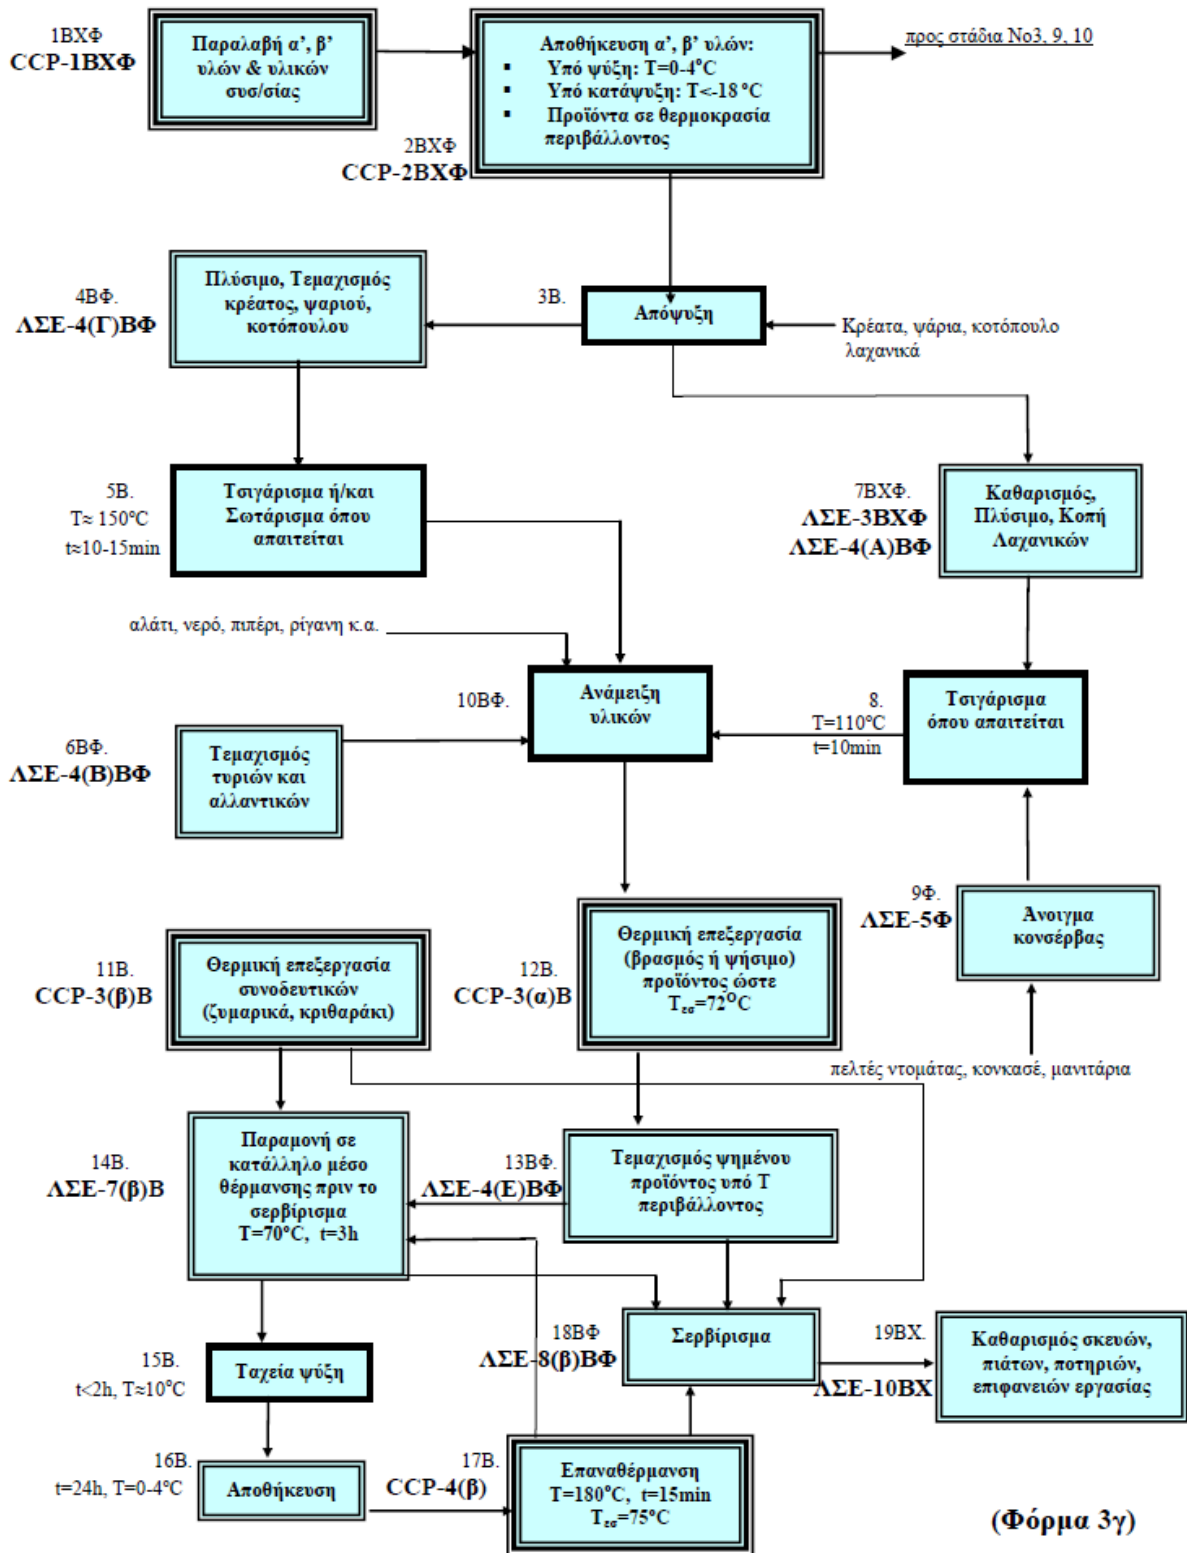 1ΒΧΦ
CCP-1ΒΧΦ
Παραλαβή α’, β’
υλών & υλικών
συσ/σίας
Αποθήκευση α’, β’ υλών:
▪ Υπό ψύξη: T=0-4°C
▪ Υπό κατάψυξη: T<-18 °C
▪ Προϊόντα σε θερμοκρασία
περιβάλλοντος
προς στάδια Νο3, 9, 10
2ΒΧΦ
CCP-2ΒΧΦ
4ΒΦ.
ΛΣΕ-4(Γ)ΒΦ
Πλύσιμο, Τεμαχισμός
κρέατος, ψαριού,
κοτόπουλου
3Β.
Απόψυξη
Κρέατα, ψάρια, κοτόπουλο
λαχανικά
5Β.
T≈ 150°C
t≈10-15min
Τσιγάρισμα ή/και
Σωτάρισμα όπου
απαιτείται
7ΒΧΦ.
ΛΣΕ-3ΒΧΦ
ΛΣΕ-4(Α)ΒΦ
Καθαρισμός,
Πλύσιμο, Κοπή
Λαχανικών
αλάτι, νερό, πιπέρι, ρίγανη κ.α.
10ΒΦ.
Ανάμειξη
υλικών
8.
T=110°C
t=10min
Τσιγάρισμα
όπου απαιτείται
6ΒΦ.
ΛΣΕ-4(Β)ΒΦ
Τεμαχισμός
τυριών και
αλλαντικών
9Φ.
ΛΣΕ-5Φ
Άνοιγμα
κονσέρβας
11Β.
CCP-3(β)Β
Θερμική επεξεργασία
συνοδευτικών
(ζυμαρικά, κριθαράκι)
12Β.
CCP-3(α)Β
Θερμική επεξεργασία
(βρασμός ή ψήσιμο)
προϊόντος ώστε
Tεσ=72°C
πελτές ντομάτας, κονκασέ, μανιτάρια
14Β.
ΛΣΕ-7(β)Β
Παραμονή σε
κατάλληλο μέσο
θέρμανσης πριν το
σερβίρισμα
T=70°C, t=3h
13ΒΦ.
ΛΣΕ-4(Ε)ΒΦ
Τεμαχισμός ψημένου
προϊόντος υπό T
περιβάλλοντος
15Β.
t<2h, T≈10°C
Ταχεία ψύξη
18ΒΦ
ΛΣΕ-8(β)ΒΦ
Σερβίρισμα
19ΒΧ.
ΛΣΕ-10ΒΧ
Καθαρισμός σκευών,
πιάτων, ποτηριών,
επιφανειών εργασίας
16Β.
t=24h, T=0-4°C
Αποθήκευση
17Β.
CCP-4(β)
Επαναθέρμανση
T=180°C, t=15min
Tεσ=75°C
(Φόρμα 3γ)